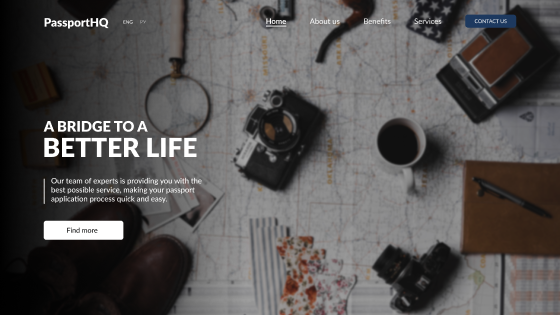 PassportHQ
ENG
РУ
Home
About us
Benefits
Services
CONTACT US
A BRIDGE TO A
BETTER LIFE
Our team of experts is providing you with the
best possible service, making your passport
application process quick and easy.
Find more